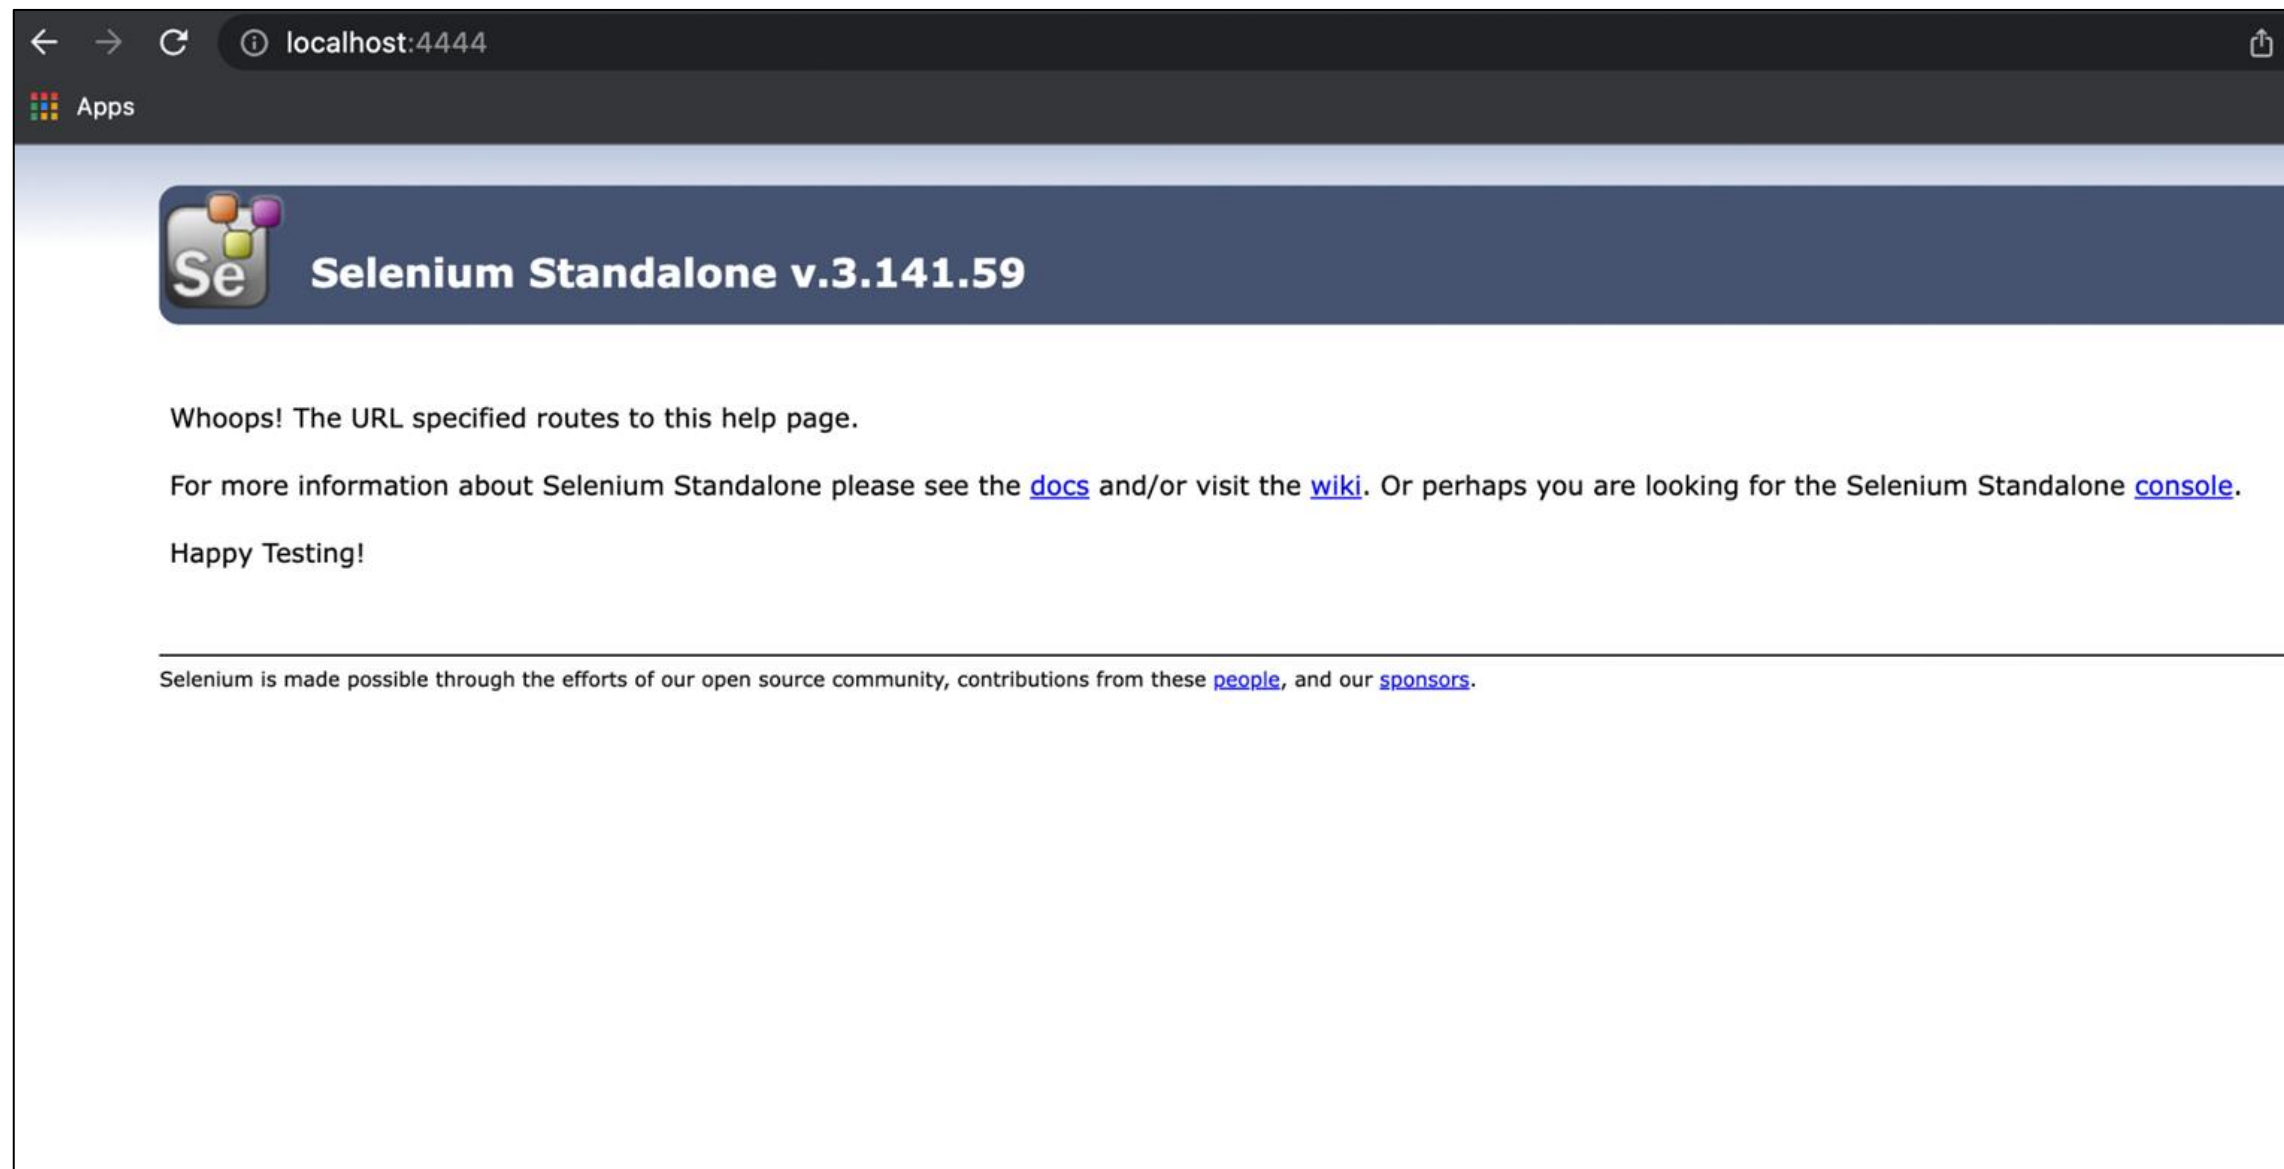 localhost:4444
Apps
Se
Selenium Standalone v.3.141.59
Whoops! The URL specified routes to this help page.
For more information about Selenium Standalone please see the docs and/or visit the wiki. Or perhaps you are looking for the Selenium Standalone console.
Happy Testing!
Selenium is made possible through the efforts of our open source community, contributions from these people, and our sponsors.